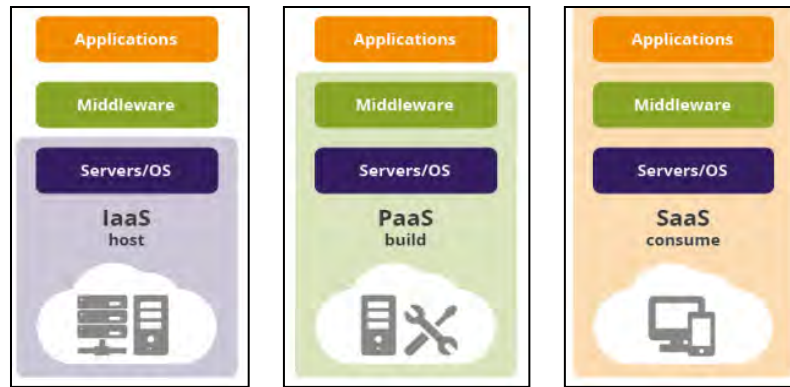 Applications
Middleware
Servers/OS
IaaS
host
Applications
Middleware
Servers/OS
PaaS
build
Applications
Middleware
Servers/OS
SaaS
consume